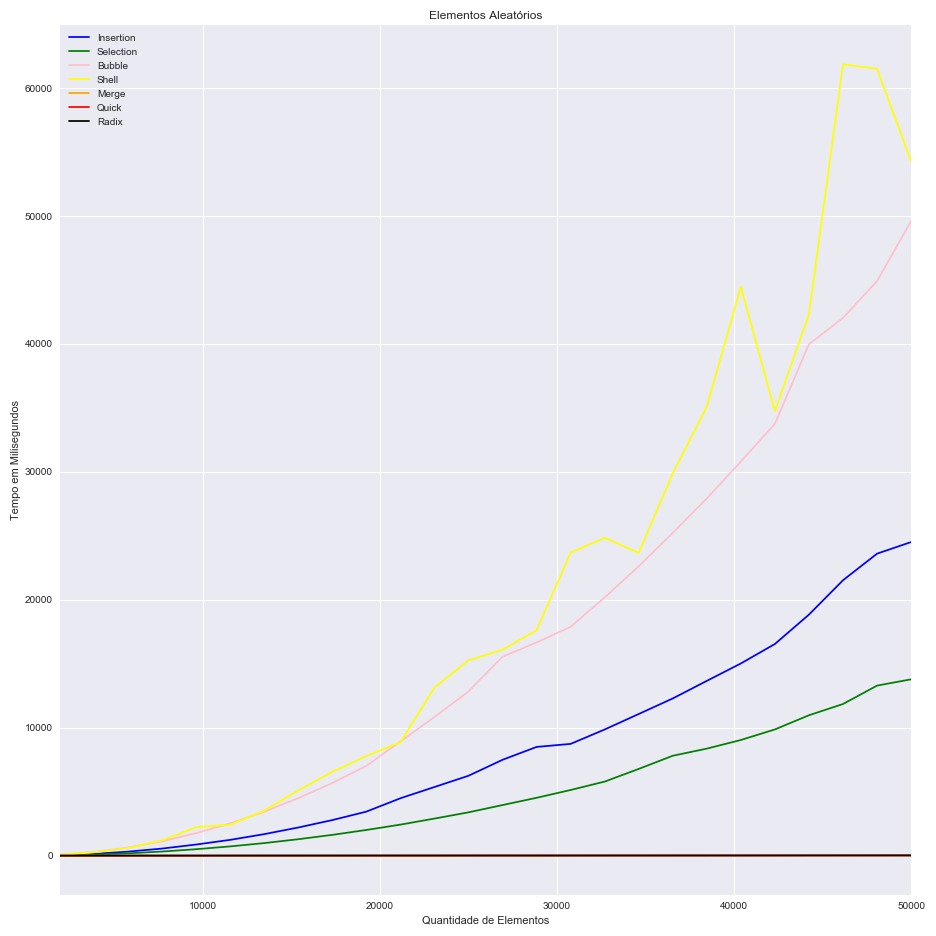 Elementos Aleatórios
Insertion
Selection
Bubble
Shell
Merge
Quick
Radix
60000
50000
40000
30000
20000
10000
0
Tempo em Milisegundos
10000 20000 30000 40000 50000
Quantidade de Elementos